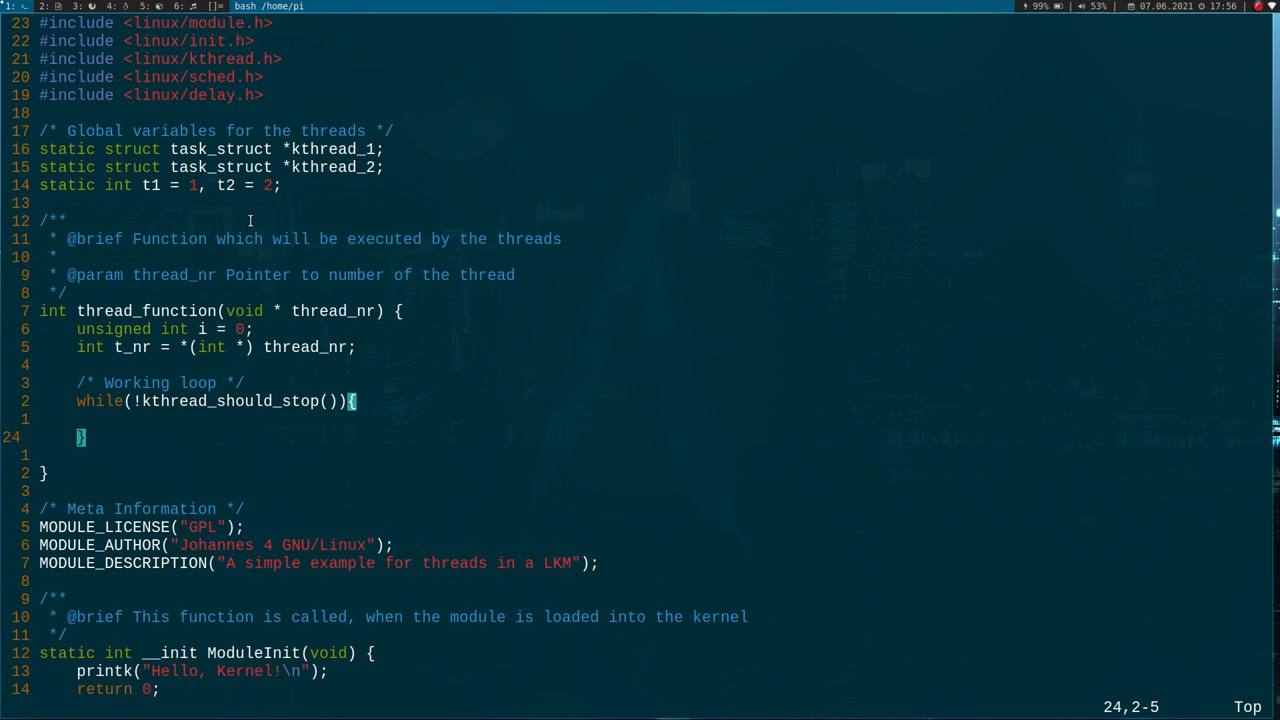 1: 2: 3: 4: 5: 6: []= bash /home/pi 99% | 53% | 07.06.2021 17:56
23 #include <linux/module.h>
22 #include <linux/init.h>
21 #include <linux/kthread.h>
20 #include <linux/sched.h>
19 #include <linux/delay.h>
18
17 /* Global variables for the threads */
16 static struct task_struct *kthread_1;
15 static struct task_struct *kthread_2;
14 static int t1 = 1, t2 = 2;
13
12 /**
11  * @brief Function which will be executed by the threads
10  *
9  * @param thread_nr Pointer to number of the thread
8  */
7 int thread_function(void * thread_nr) {
6     unsigned int i = 0;
5     int t_nr = *(int *) thread_nr;
4
3     /* Working loop */
2     while(!kthread_should_stop()){
1
24     }
1
2 }
3
4 /* Meta Information */
5 MODULE_LICENSE("GPL");
6 MODULE_AUTHOR("Johannes 4 GNU/Linux");
7 MODULE_DESCRIPTION("A simple example for threads in a LKM");
8
9 /**
10  * @brief This function is called, when the module is loaded into the kernel
11  */
12 static int __init ModuleInit(void) {
13     printk("Hello, Kernel!\n");
14     return 0;
24,2-5 Top